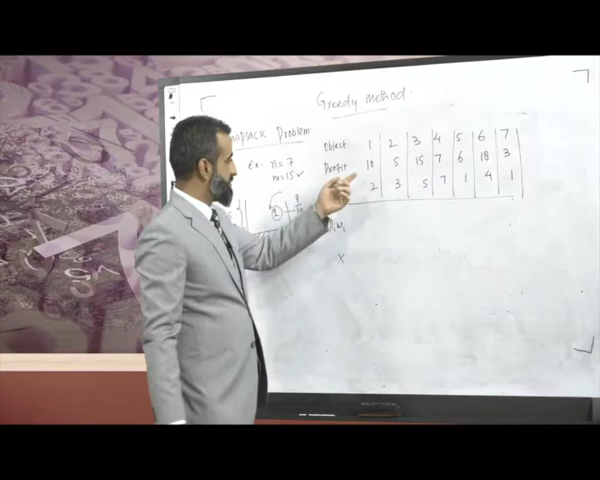 Greedy method.
Problem
Ex:- n=7
m=15 ✓
Object 1 2 3 4 5 6 7
Profit 10 5 15 7 6 18 3
2 3 5 7 1 4 1
x